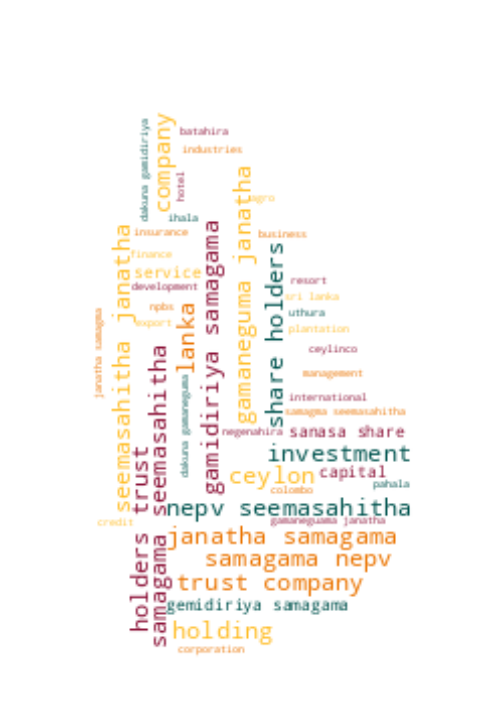 dakuna gamidiriya
company
batahira
industries
hotel
ihala
agro
insurance
business
gamaneguma janatha
seemasahitha janatha
finance
service
development
gamidiriya samagama
share holders
resort
sri lanka
npbs
lanka
uthura
export
plantation
janatha samagma
samagama seemasahitha
ceylinco
dakuna gamaneguma
management
international
samagma seemasahitha
negenahira
sanasa share
holders trust
investment
ceylon
capital
pahala
colombo
nepv seemasahitha
credit
gamaneguama janatha
janatha samagama
samagama nepv
trust company
gemidiriya samagama
holding
corporation